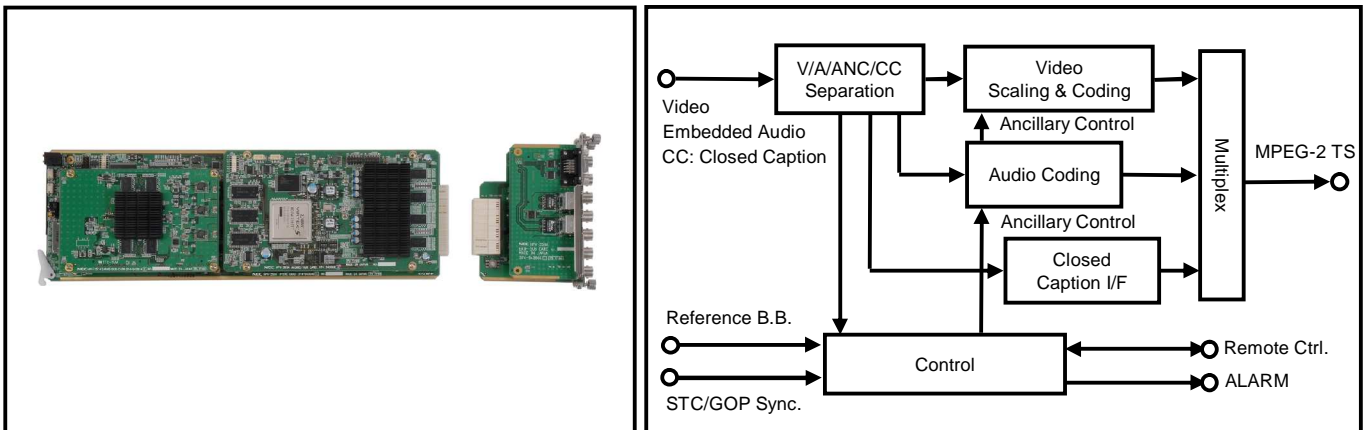 V/A/ANC/CC
Separation
Video
Scaling & Coding
Video
Embedded Audio
CC: Closed Caption
Ancillary Control
Audio Coding
Ancillary Control
Closed
Caption I/F
Multiplex
MPEG-2 TS
Reference B.B.
STC/GOP Sync.
Control
Remote Ctrl.
ALARM